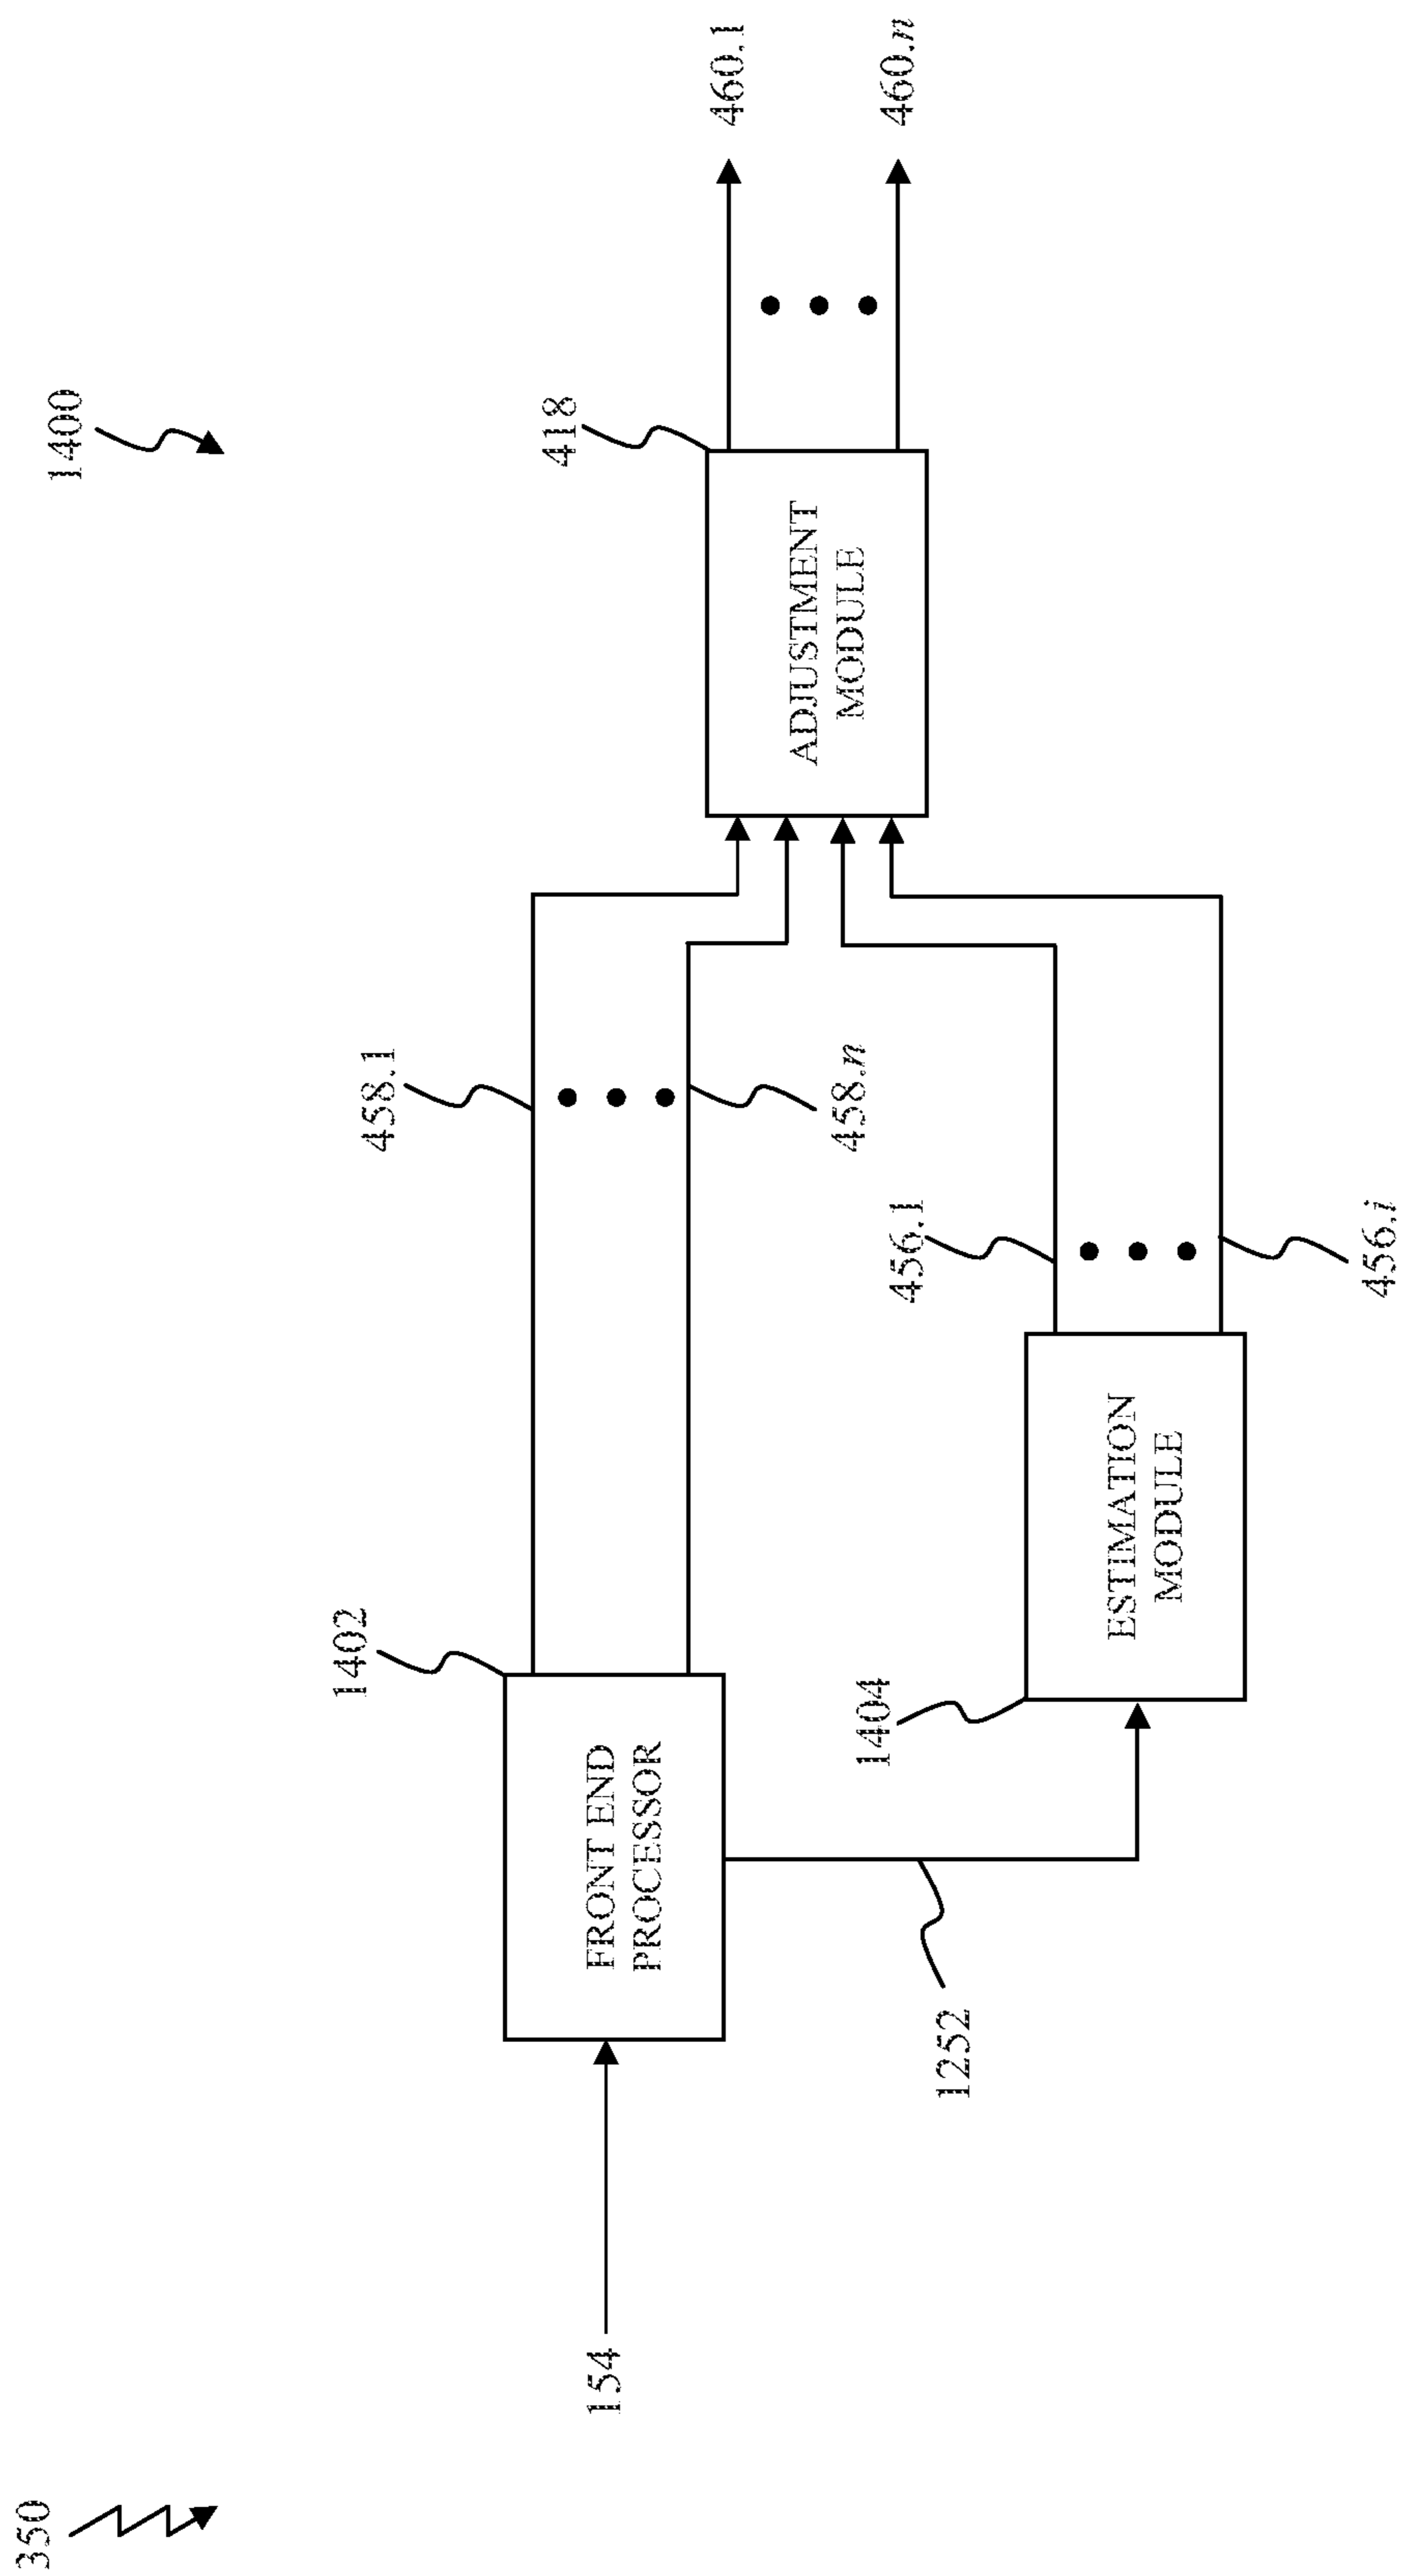 350
1400
154
1402
FRONT END
PROCESSOR
458.1
458.n
1252
1404
ESTIMATION
MODULE
456.1
456.i
418
ADJUSTMENT
MODULE
460.1
460.n